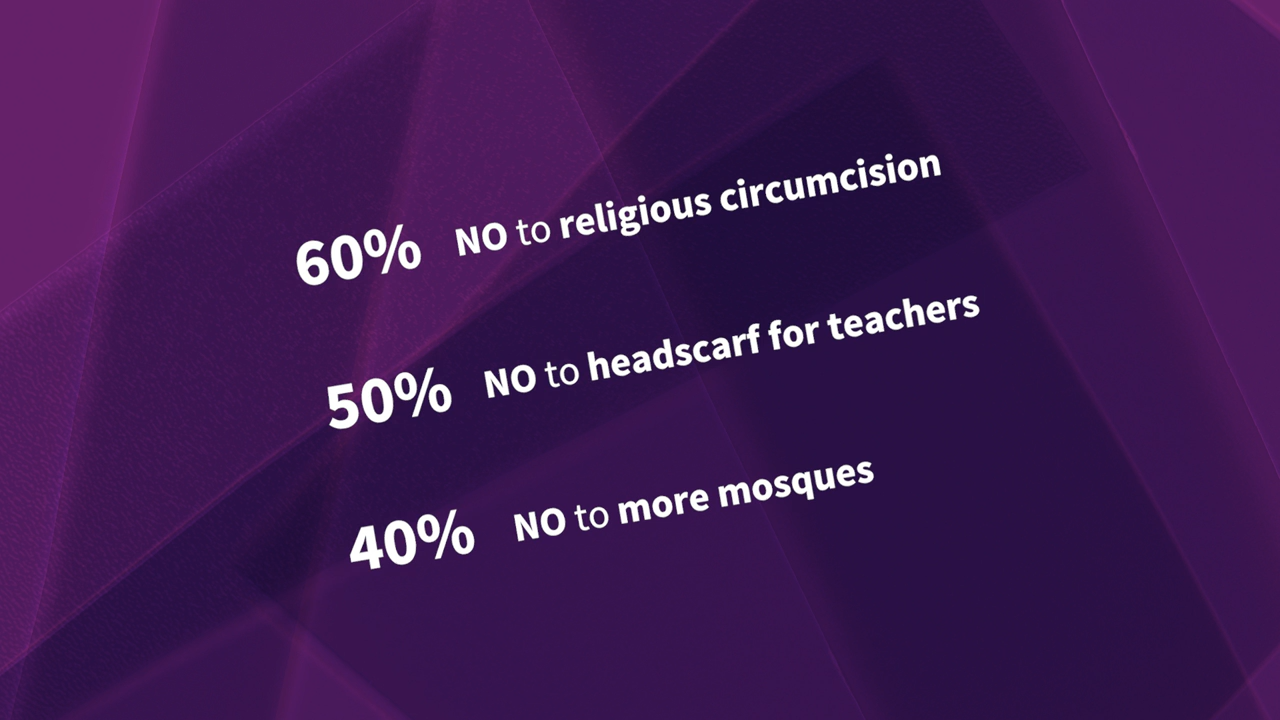 60% NO to religious circumcision
50% NO to headscarf for teachers
40% NO to more mosques